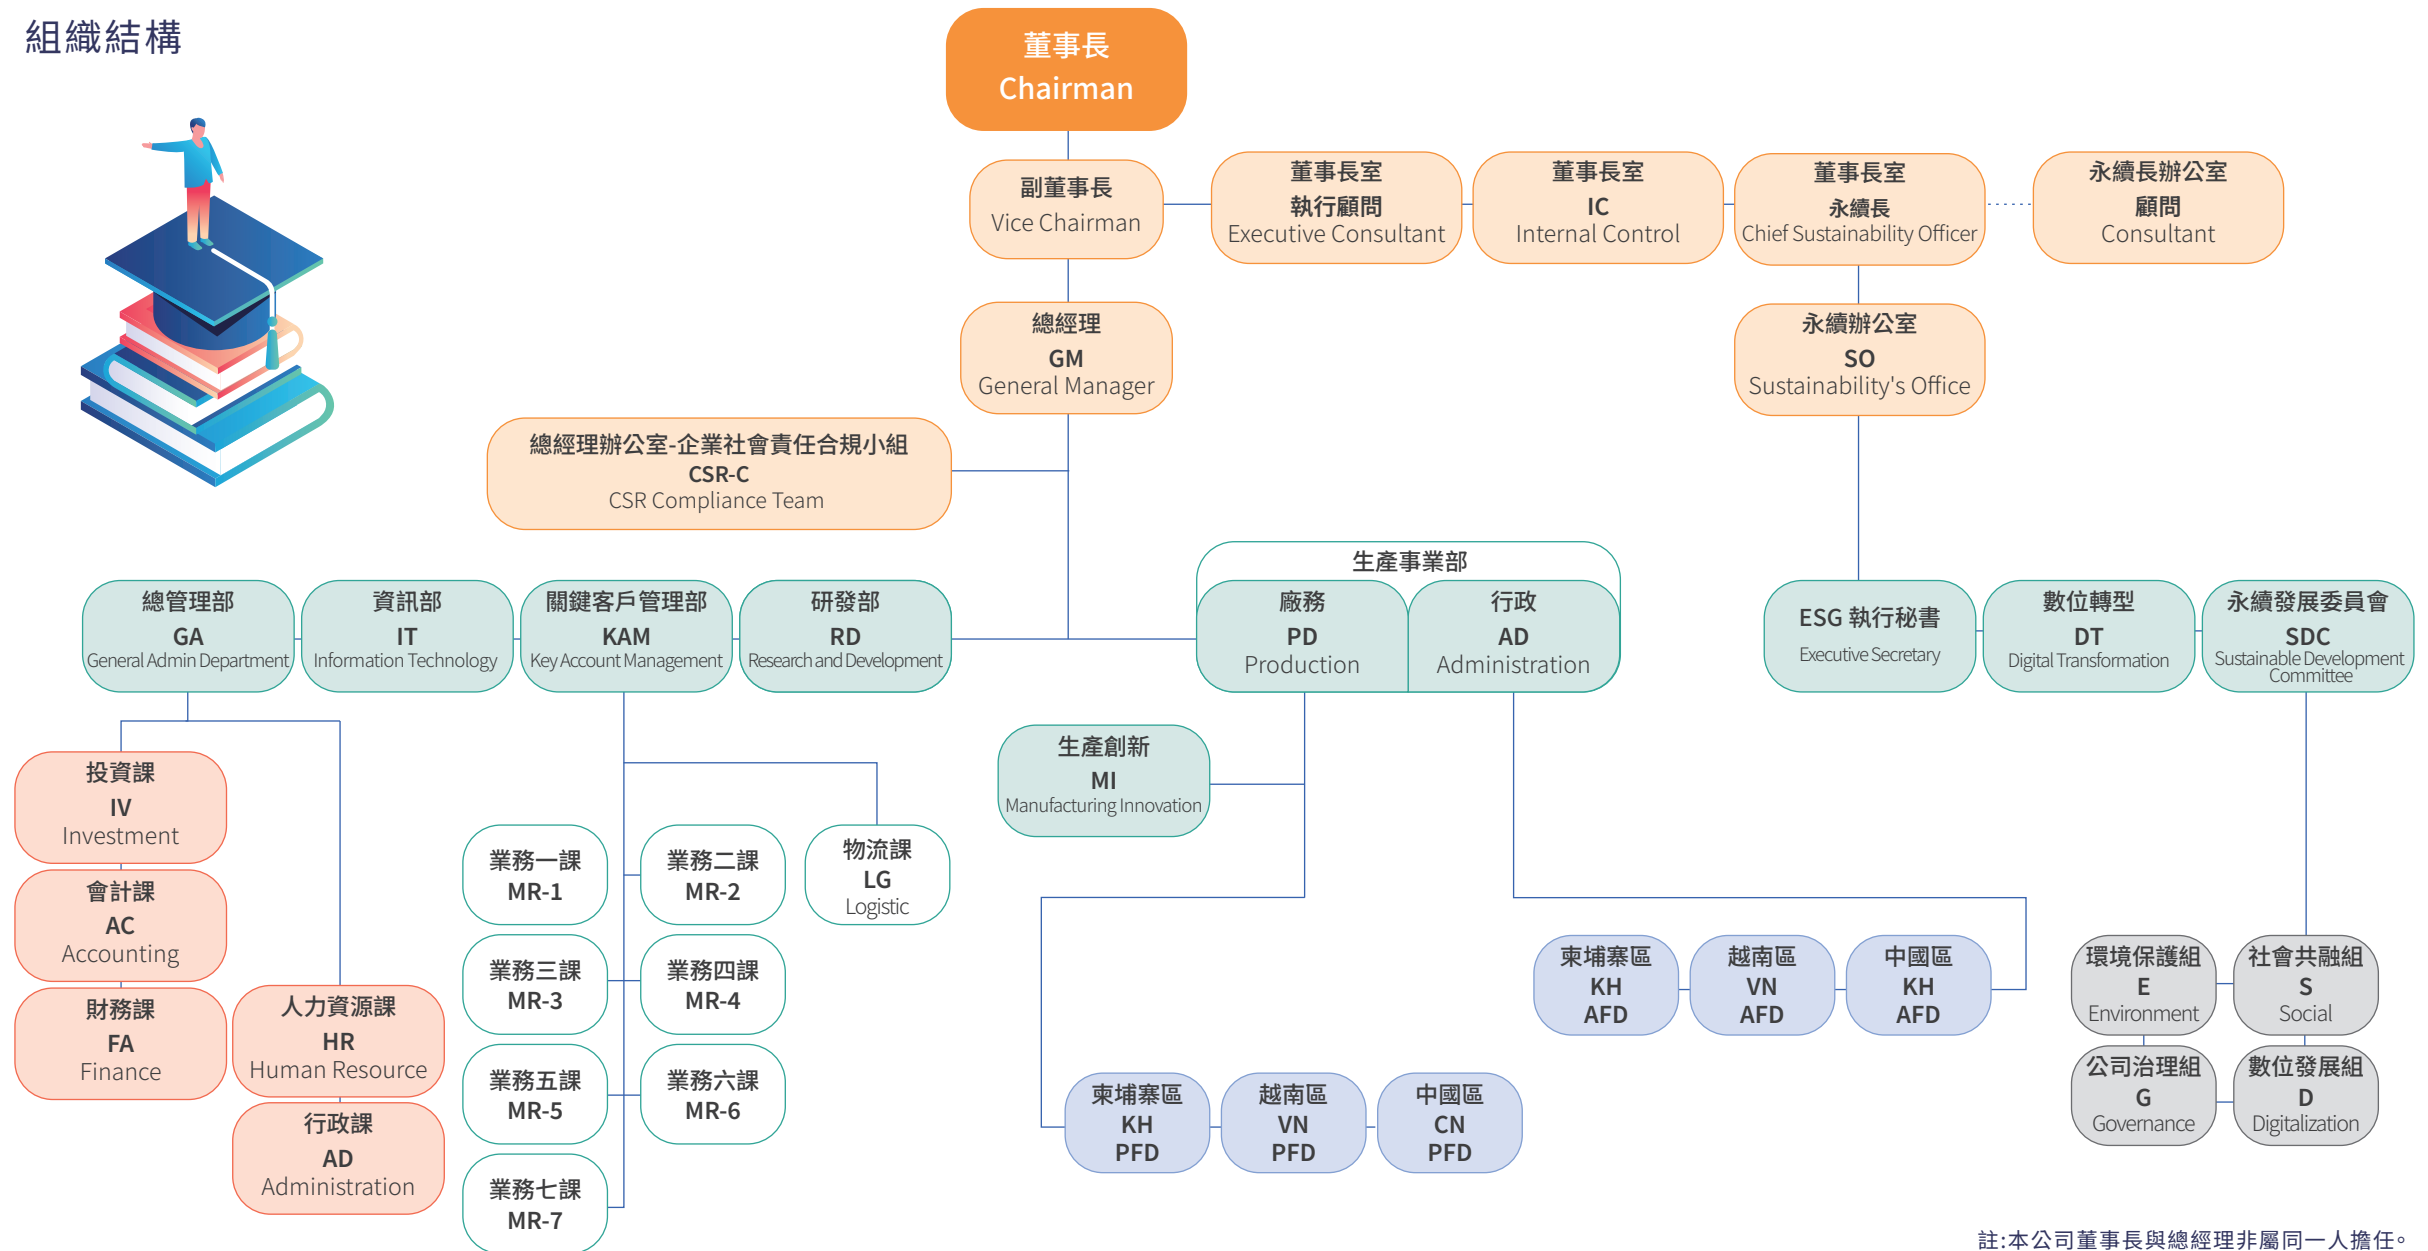 組織結構
董事長
Chairman
副董事長
Vice Chairman
董事長室
執行顧問
Executive Consultant
董事長室
IC
Internal Control
董事長室
永續長
Chief Sustainability Officer
永續長辦公室
顧問
Consultant
總經理
GM
General Manager
永續辦公室
SO
Sustainability's Office
總經理辦公室-企業社會責任合規小組
CSR-C
CSR Compliance Team
生產事業部
總管理部
GA
General Admin Department
資訊部
IT
Information Technology
關鍵客戶管理部
KAM
Key Account Management
研發部
RD
Research and Development
廠務
PD
Production
行政
AD
Administration
ESG 執行秘書
Executive Secretary
數位轉型
DT
Digital Transformation
永續發展委員會
SDC
Sustainable Development
Committee
投資課
IV
Investment
會計課
AC
Accounting
財務課
FA
Finance
人力資源課
HR
Human Resource
行政課
AD
Administration
業務一課
MR-1
業務二課
MR-2
業務三課
MR-3
業務四課
MR-4
業務五課
MR-5
業務六課
MR-6
業務七課
MR-7
物流課
LG
Logistic
生產創新
MI
Manufacturing Innovation
柬埔寨區
KH
PFD
越南區
VN
PFD
中國區
CN
PFD
柬埔寨區
KH
AFD
越南區
VN
AFD
中國區
KH
AFD
環境保護組
E
Environment
社會共融組
S
Social
公司治理組
G
Governance
數位發展組
D
Digitalization
註:本公司董事長與總經理非屬同一人擔任。